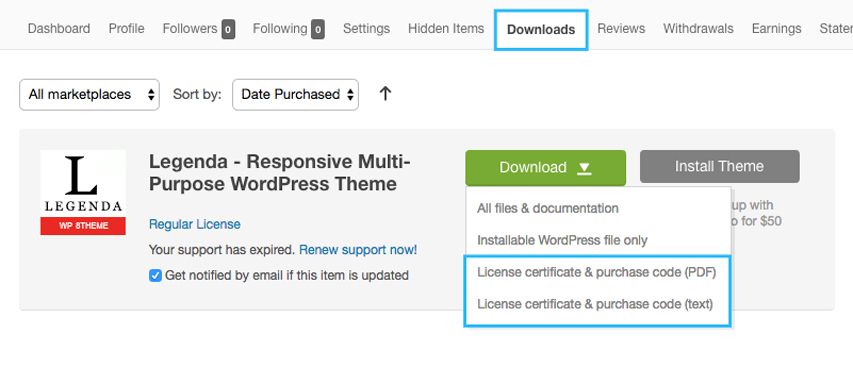 Dashboard Profile Followers 0 Following 0 Settings Hidden Items Downloads Reviews Withdrawals Earnings
All marketplaces Sort by: Date Purchased
L
LEGENDA
WP 8THEME
Legenda - Responsive Multi-
Purpose WordPress Theme
Regular License
Your support has expired. Renew support now!
Get notified by email if this item is updated
Download Install Theme
All files & documentation
up with
for $50
Installable WordPress file only
License certificate & purchase code (PDF)
License certificate & purchase code (text)